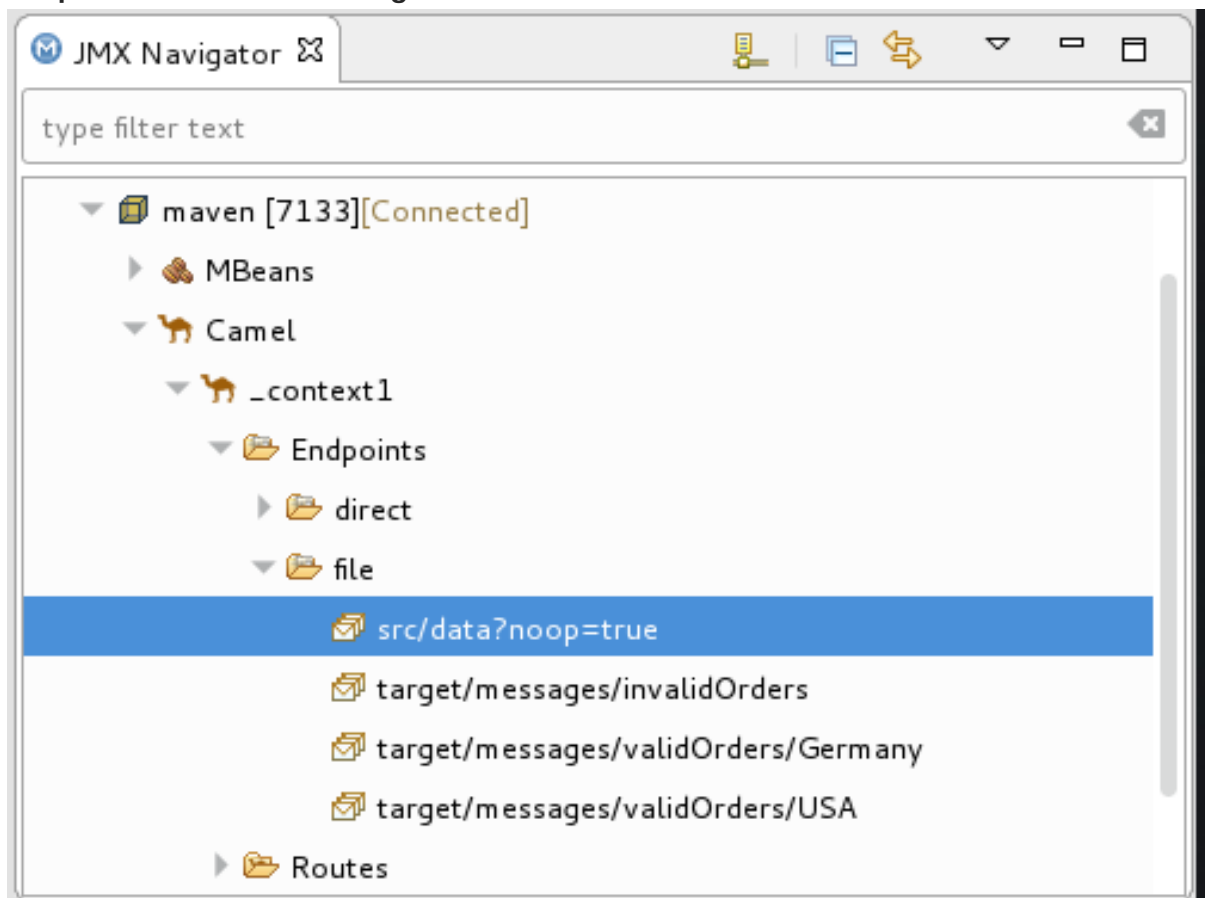 JMX Navigator
type filter text
maven [7133][Connected]
MBeans
Camel
_context1
Endpoints
direct
file
src/data?noop=true
target/messages/invalidOrders
target/messages/validOrders/Germany
target/messages/validOrders/USA
Routes